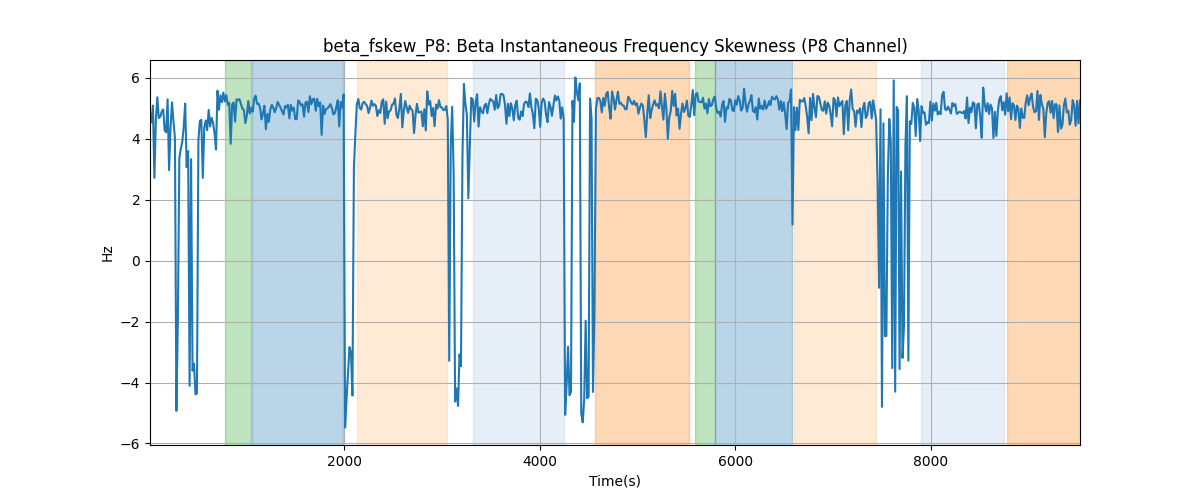 beta_fskew_P8: Beta Instantaneous Frequency Skewness (P8 Channel)
6
4
2
0
−2
−4
−6
Hz
2000 4000 6000 8000
Time(s)